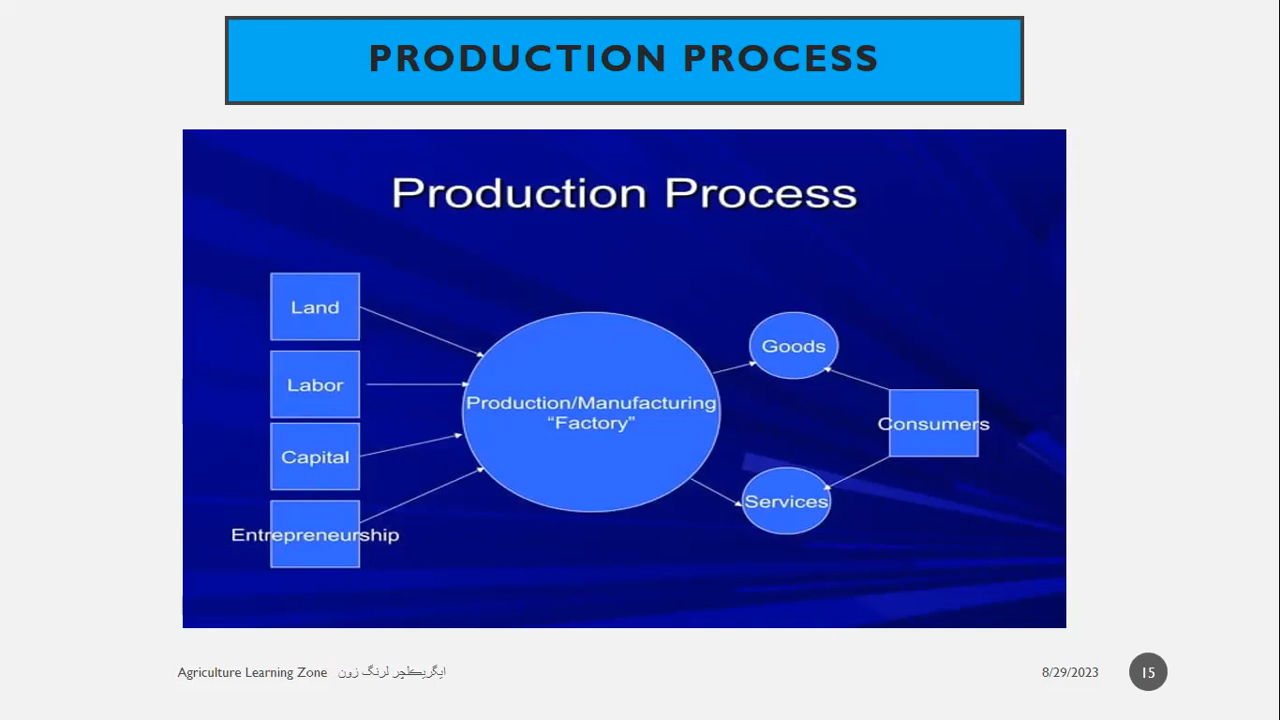 PRODUCTION PROCESS
Production Process
Land
Labor
Capital
Entrepreneurship
Production/Manufacturing
“Factory”
Goods
Services
Consumers
Agriculture Learning Zone ایگریکلچر لرنگ زون
8/29/2023
15